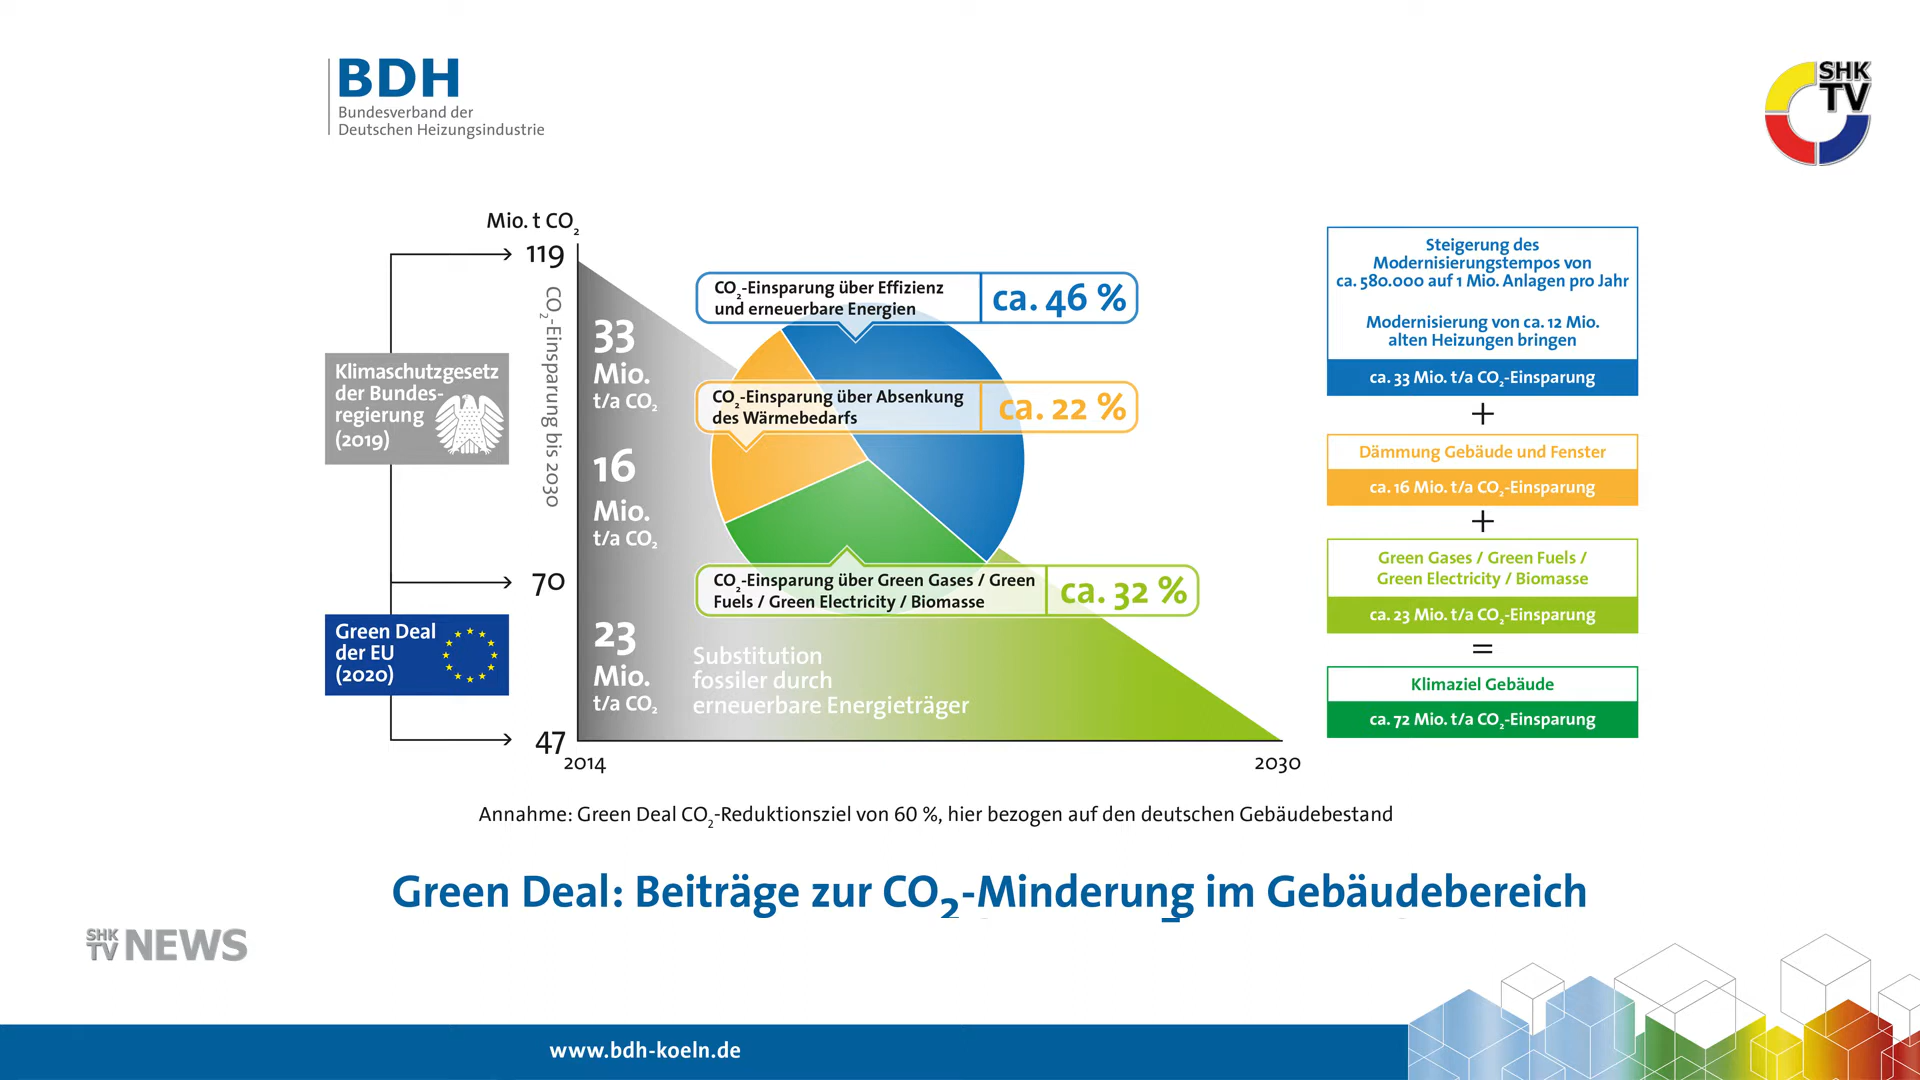 BDH
Bundesverband der
Deutschen Heizungsindustrie
SHK
TV
Mio. t CO₂
119
70
47
CO₂-Einsparung bis 2030
Klimaschutzgesetz
der Bundes-
regierung
(2019)
Green Deal
der EU
(2020)
33
Mio.
t/a CO₂
16
Mio.
t/a CO₂
23
Mio.
t/a CO₂
CO₂-Einsparung über Effizienz
und erneuerbare Energien
ca. 46 %
CO₂-Einsparung über Absenkung
des Wärmebedarfs
ca. 22 %
CO₂-Einsparung über Green Gases / Green
Fuels / Green Electricity / Biomasse
ca. 32 %
Substitution
fossiler durch
erneuerbare Energieträger
2014
2030
Steigerung des
Modernisierungstempos von
ca. 580.000 auf 1 Mio. Anlagen pro Jahr
Modernisierung von ca. 12 Mio.
alten Heizungen bringen
ca. 33 Mio. t/a CO₂-Einsparung
+
Dämmung Gebäude und Fenster
ca. 16 Mio. t/a CO₂-Einsparung
+
Green Gases / Green Fuels /
Green Electricity / Biomasse
ca. 23 Mio. t/a CO₂-Einsparung
=
Klimaziel Gebäude
ca. 72 Mio. t/a CO₂-Einsparung
Annahme: Green Deal CO₂-Reduktionsziel von 60 %, hier bezogen auf den deutschen Gebäudebestand
Green Deal: Beiträge zur CO₂-Minderung im Gebäudebereich
SHK
TV NEWS
www.bdh-koeln.de